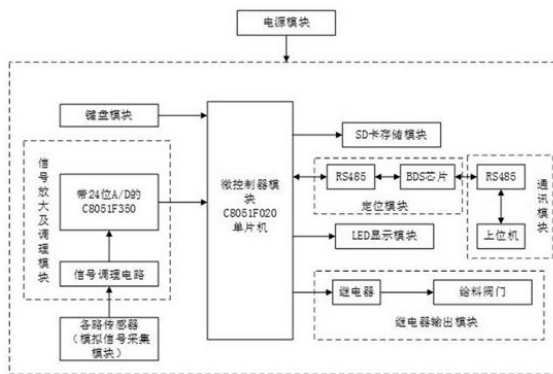 电源模块
键盘模块
信号放大及调理模块
带24位A/D的
C8051F350
信号调理电路
各路传感器
(模拟信号采集
模块)
微控制器模
块
C8051F020
单片机
SD卡存储模块
RS485
BDS芯片
定位模块
RS485
上位机
通讯模块
LED显示模块
继电器
给料阀门
继电器输出模块